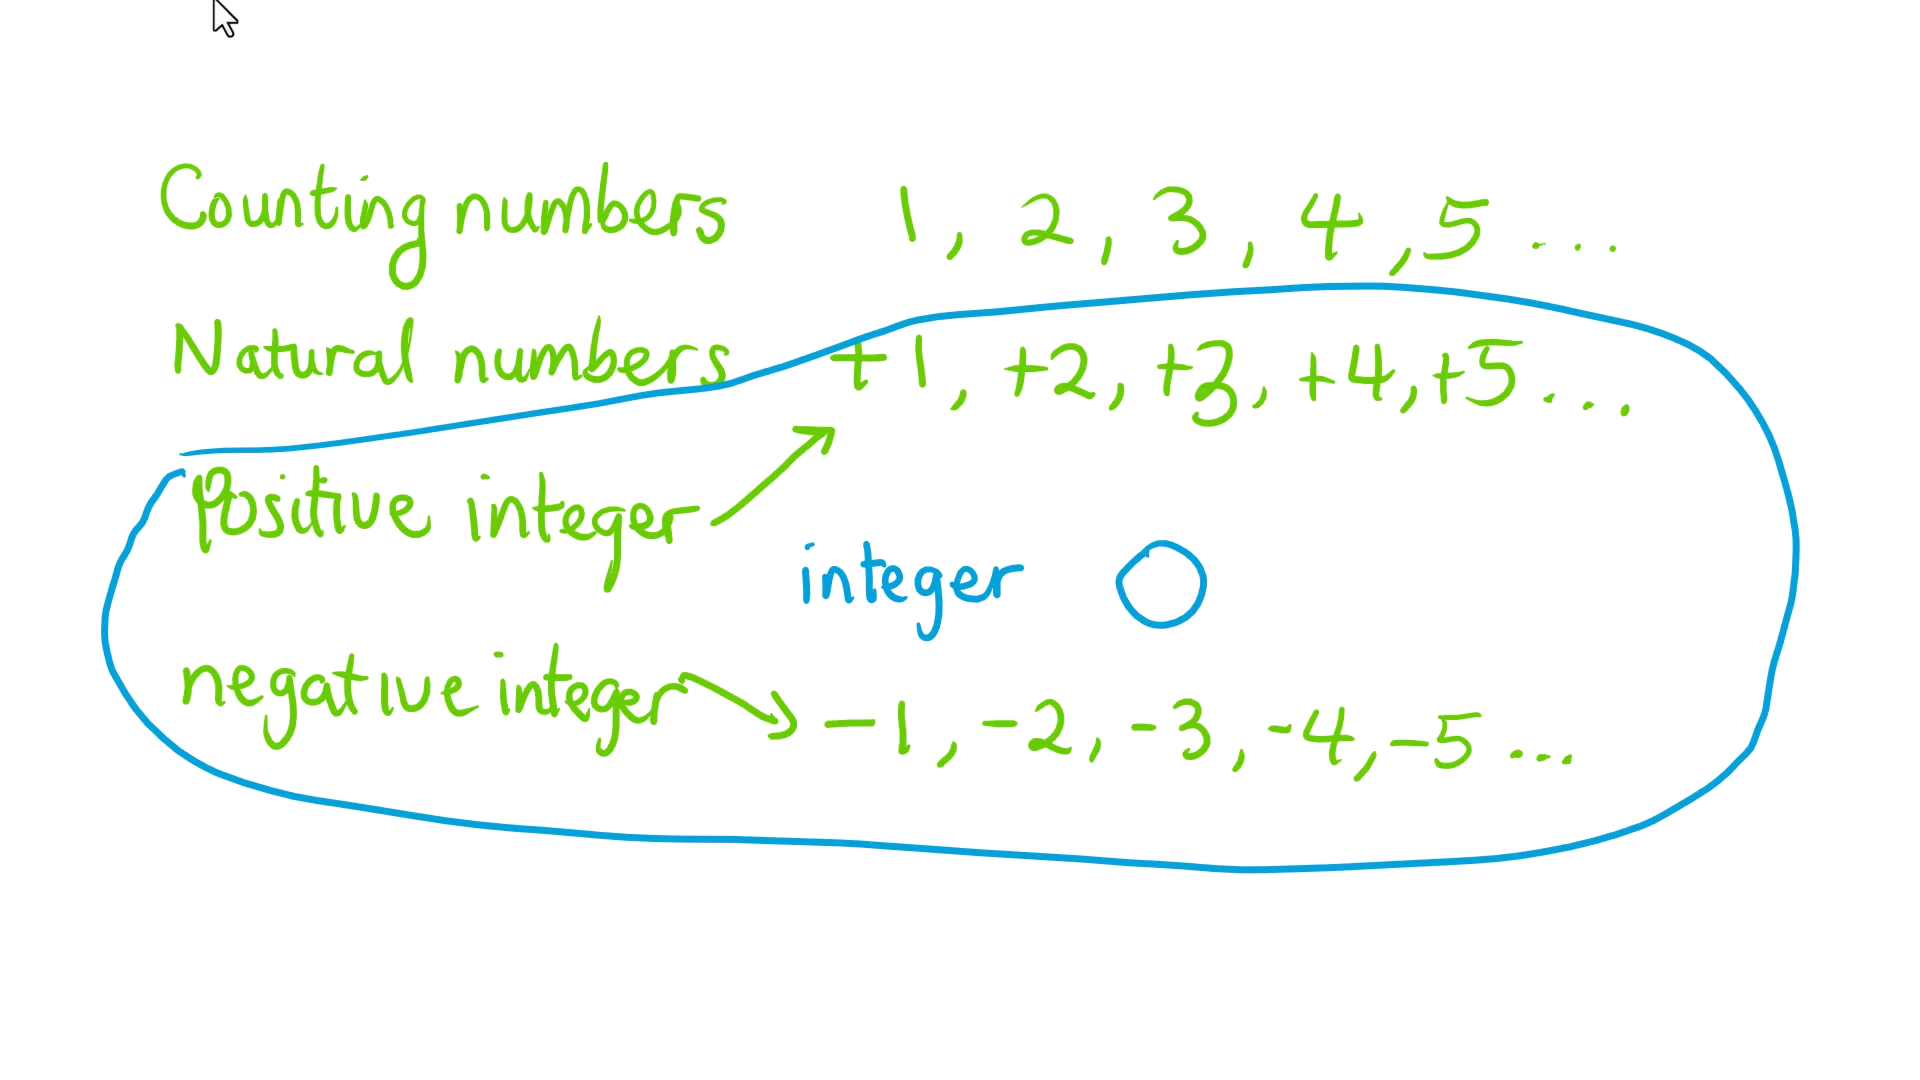 Counting numbers 1, 2, 3, 4, 5 ...
Natural numbers +1, +2, +3, +4, +5 ...
Positive integer
integer 0
negative integer -1, -2, -3, -4, -5 ...